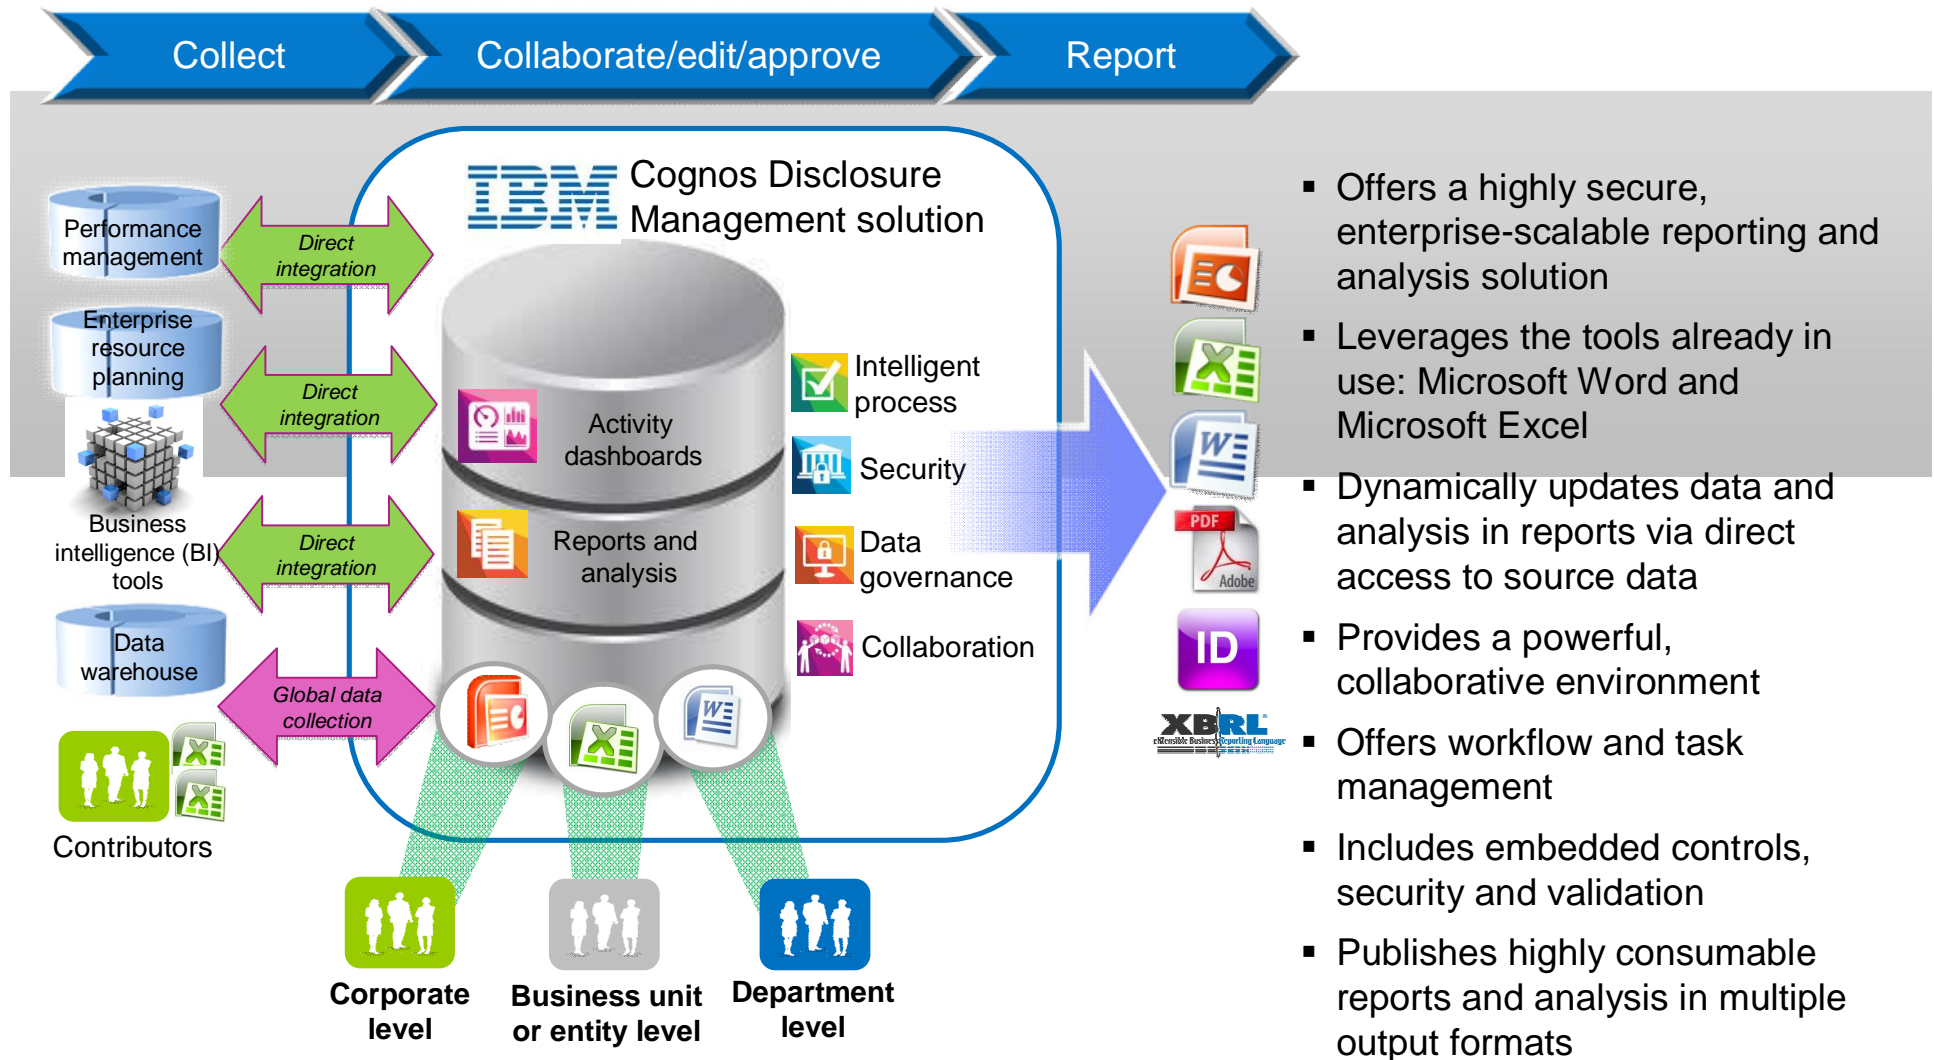 Collect
Collaborate/edit/approve
Report
IBM
Cognos Disclosure
Management solution
Performance
management
Direct
integration
Enterprise
resource
planning
Direct
integration
Business
intelligence (BI)
tools
Direct
integration
Data
warehouse
Global data
collection
Contributors
Activity
dashboards
Reports and
analysis
Intelligent
process
Security
Data
governance
Collaboration
W
Corporate
level
Business unit
or entity level
Department
level
W
PDF
Adobe
ID
XBRL
eXtensible Business Reporting Language
▪ Offers a highly secure,
enterprise-scalable reporting and
analysis solution
▪ Leverages the tools already in
use: Microsoft Word and
Microsoft Excel
▪ Dynamically updates data and
analysis in reports via direct
access to source data
▪ Provides a powerful,
collaborative environment
▪ Offers workflow and task
management
▪ Includes embedded controls,
security and validation
▪ Publishes highly consumable
reports and analysis in multiple
output formats